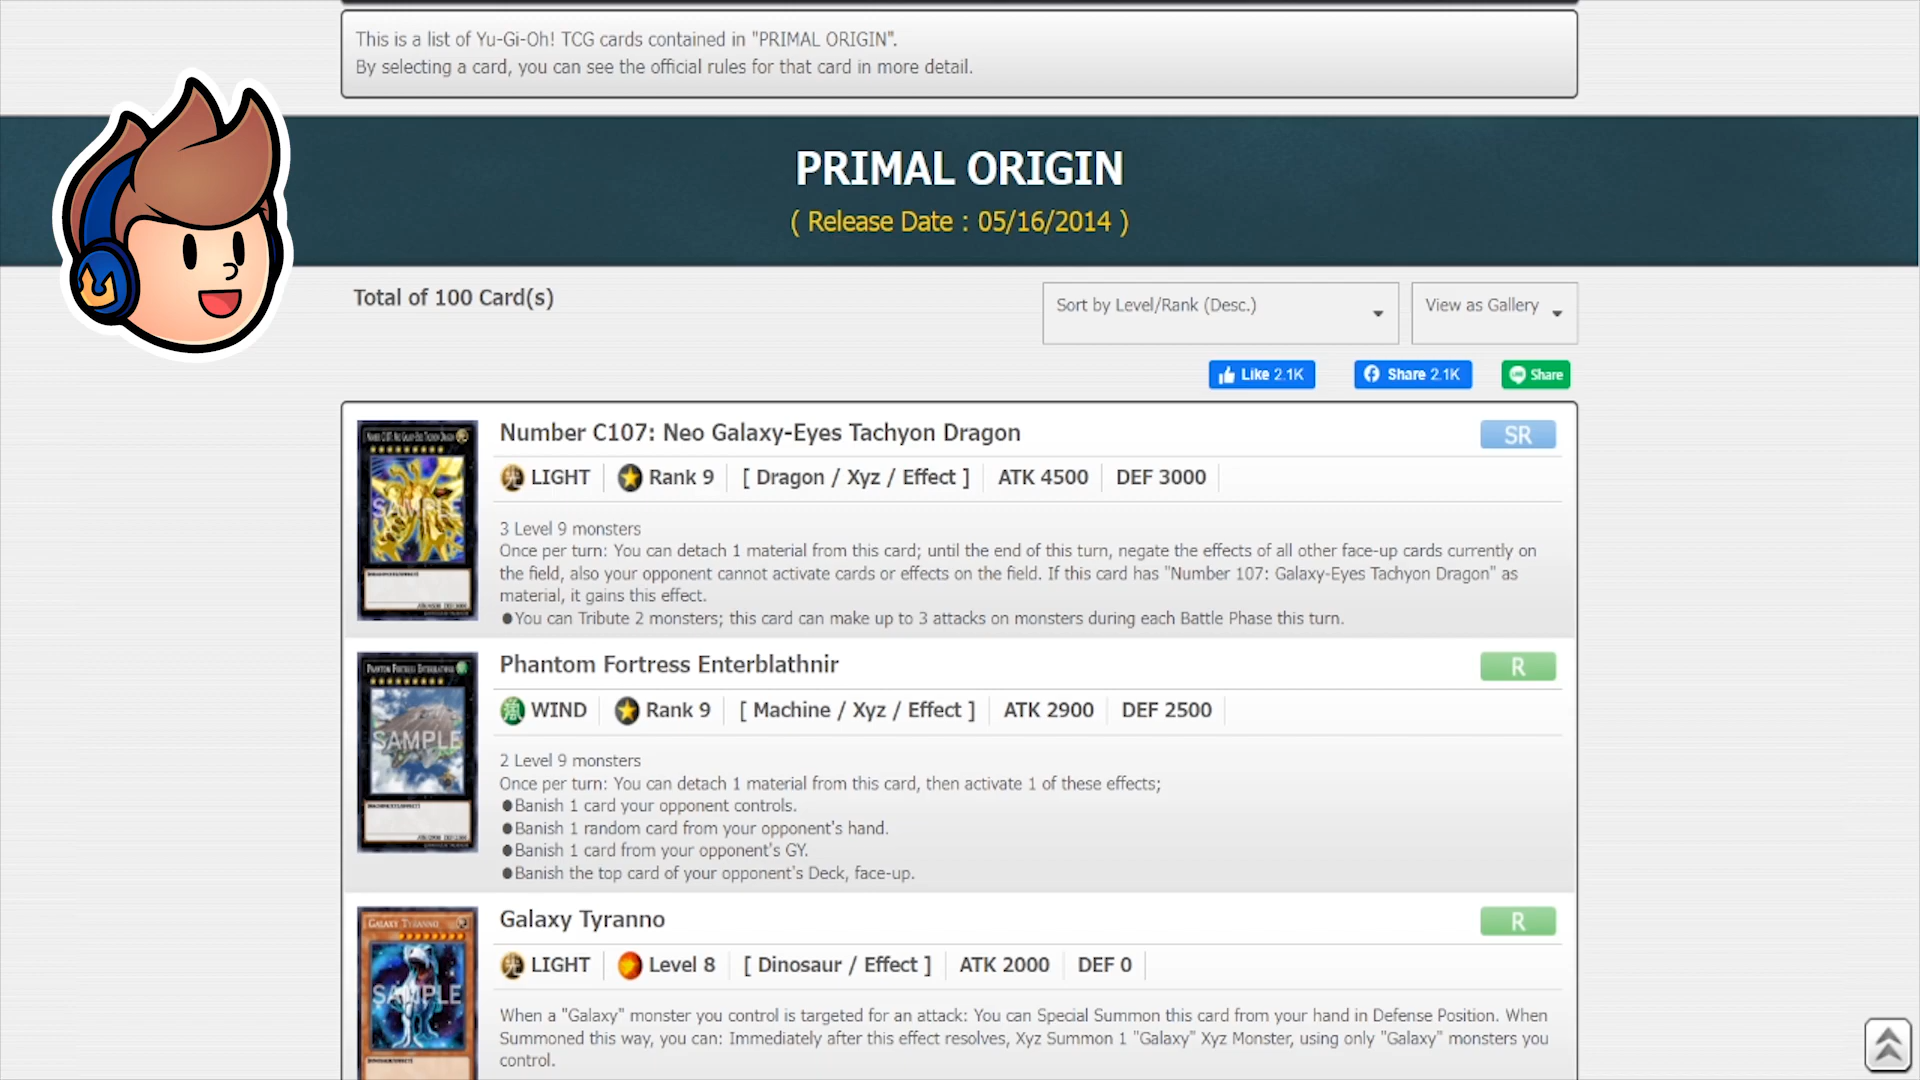 This is a list of Yu-Gi-Oh! TCG cards contained in "PRIMAL ORIGIN".
By selecting a card, you can see the official rules for that card in more detail.
PRIMAL ORIGIN
( Release Date : 05/16/2014 )
Total of 100 Card(s)
Sort by Level/Rank (Desc.)
View as Gallery
Like 2.1K
Share 2.1K
Share
Number C107: Neo Galaxy-Eyes Tachyon Dragon
SR
光 LIGHT Rank 9 [ Dragon / Xyz / Effect ] ATK 4500 DEF 3000
SAMPLE
3 Level 9 monsters
Once per turn: You can detach 1 material from this card; until the end of this turn, negate the effects of all other face-up cards currently on
the field, also your opponent cannot activate cards or effects on the field. If this card has "Number 107: Galaxy-Eyes Tachyon Dragon" as
material, it gains this effect.
●You can Tribute 2 monsters; this card can make up to 3 attacks on monsters during each Battle Phase this turn.
PHANTOM FORTRESS ENTERBLATHNIR
SAMPLE
Phantom Fortress Enterblathnir
R
風 WIND Rank 9 [ Machine / Xyz / Effect ] ATK 2900 DEF 2500
2 Level 9 monsters
Once per turn: You can detach 1 material from this card, then activate 1 of these effects;
●Banish 1 card your opponent controls.
●Banish 1 random card from your opponent's hand.
●Banish 1 card from your opponent's GY.
●Banish the top card of your opponent's Deck, face-up.
GALAXY TYRANNO
SAMPLE
Galaxy Tyranno
R
光 LIGHT Level 8 [ Dinosaur / Effect ] ATK 2000 DEF 0
When a "Galaxy" monster you control is targeted for an attack: You can Special Summon this card from your hand in Defense Position. When
Summoned this way, you can: Immediately after this effect resolves, Xyz Summon 1 "Galaxy" Xyz Monster, using only "Galaxy" monsters you
control.